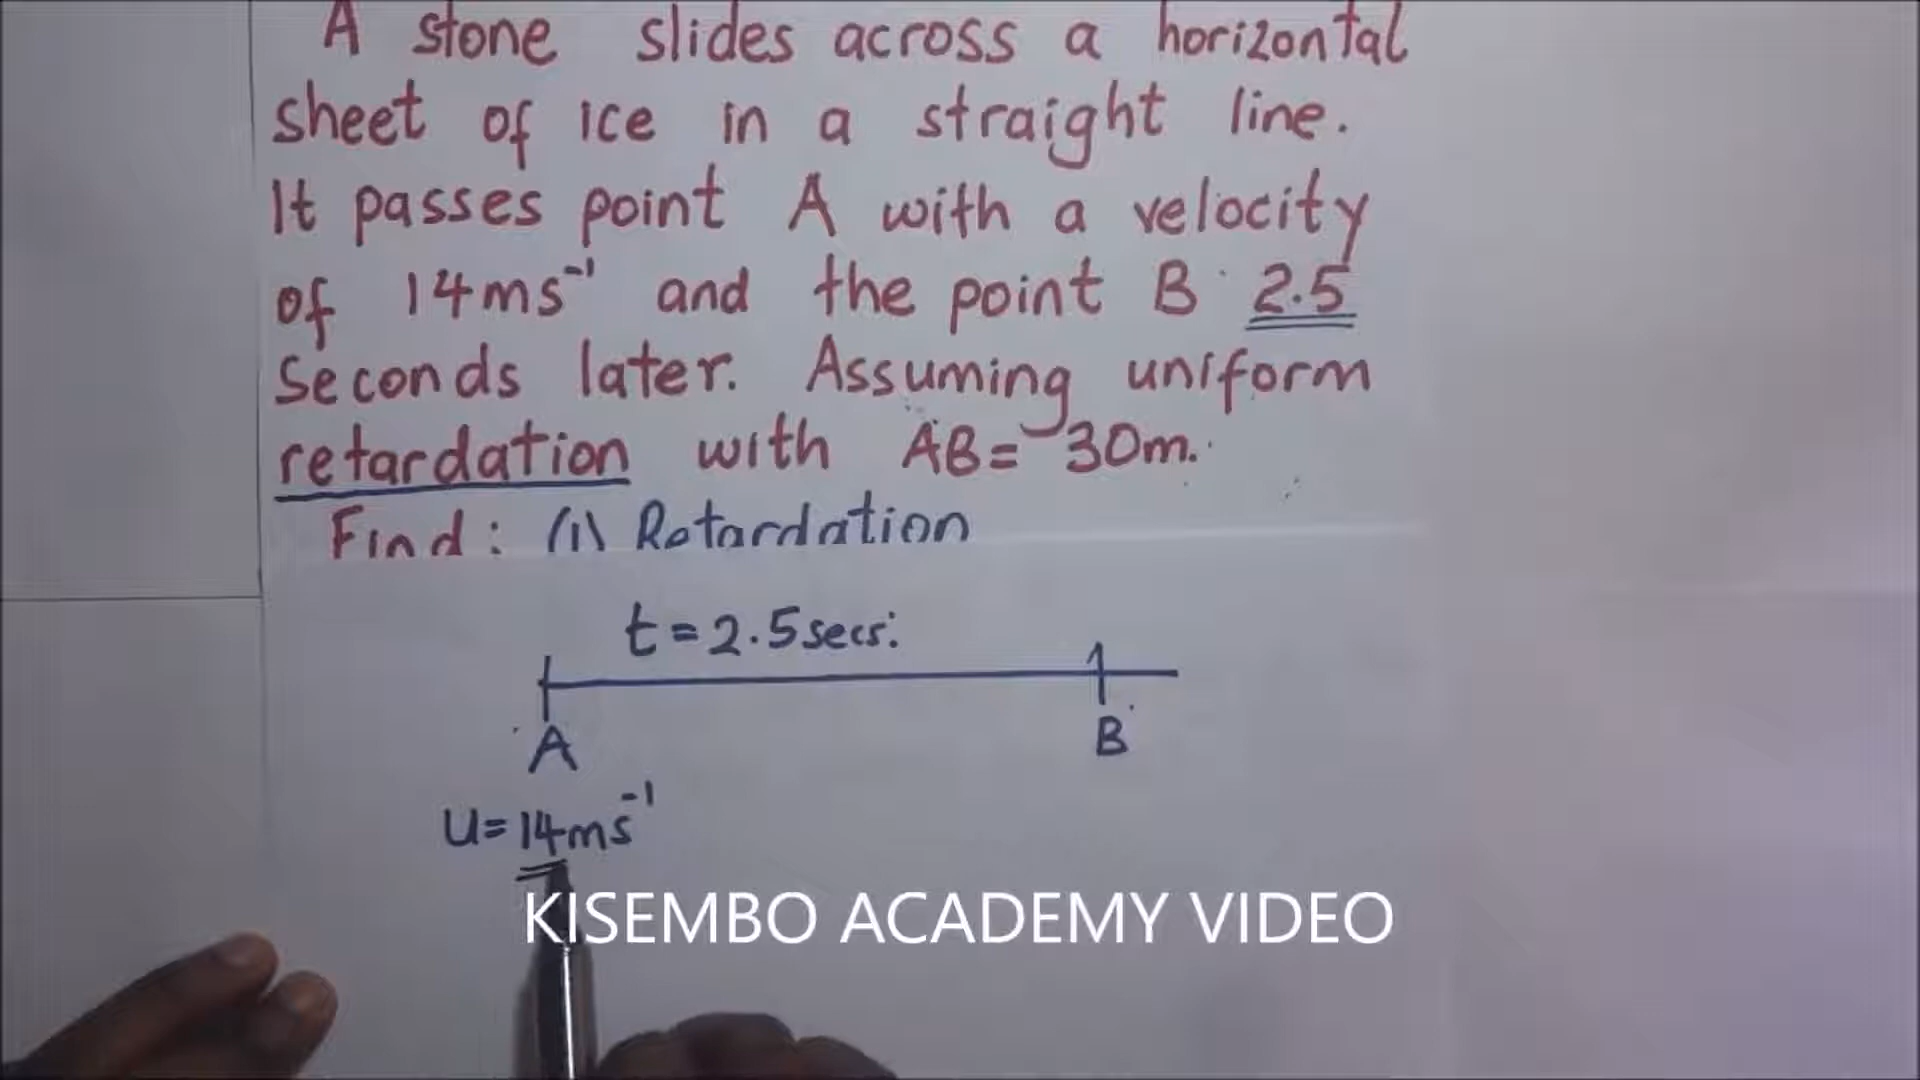 A stone slides across a horizontal
sheet of ice in a straight line.
It passes point A with a velocity
of 14ms⁻¹ and the point B 2.5
Seconds later. Assuming uniform
retardation with AB= 30m.
Find: (i) Retardation
t=2.5secs.
A B
U=14ms⁻¹
KISEMBO ACADEMY VIDEO